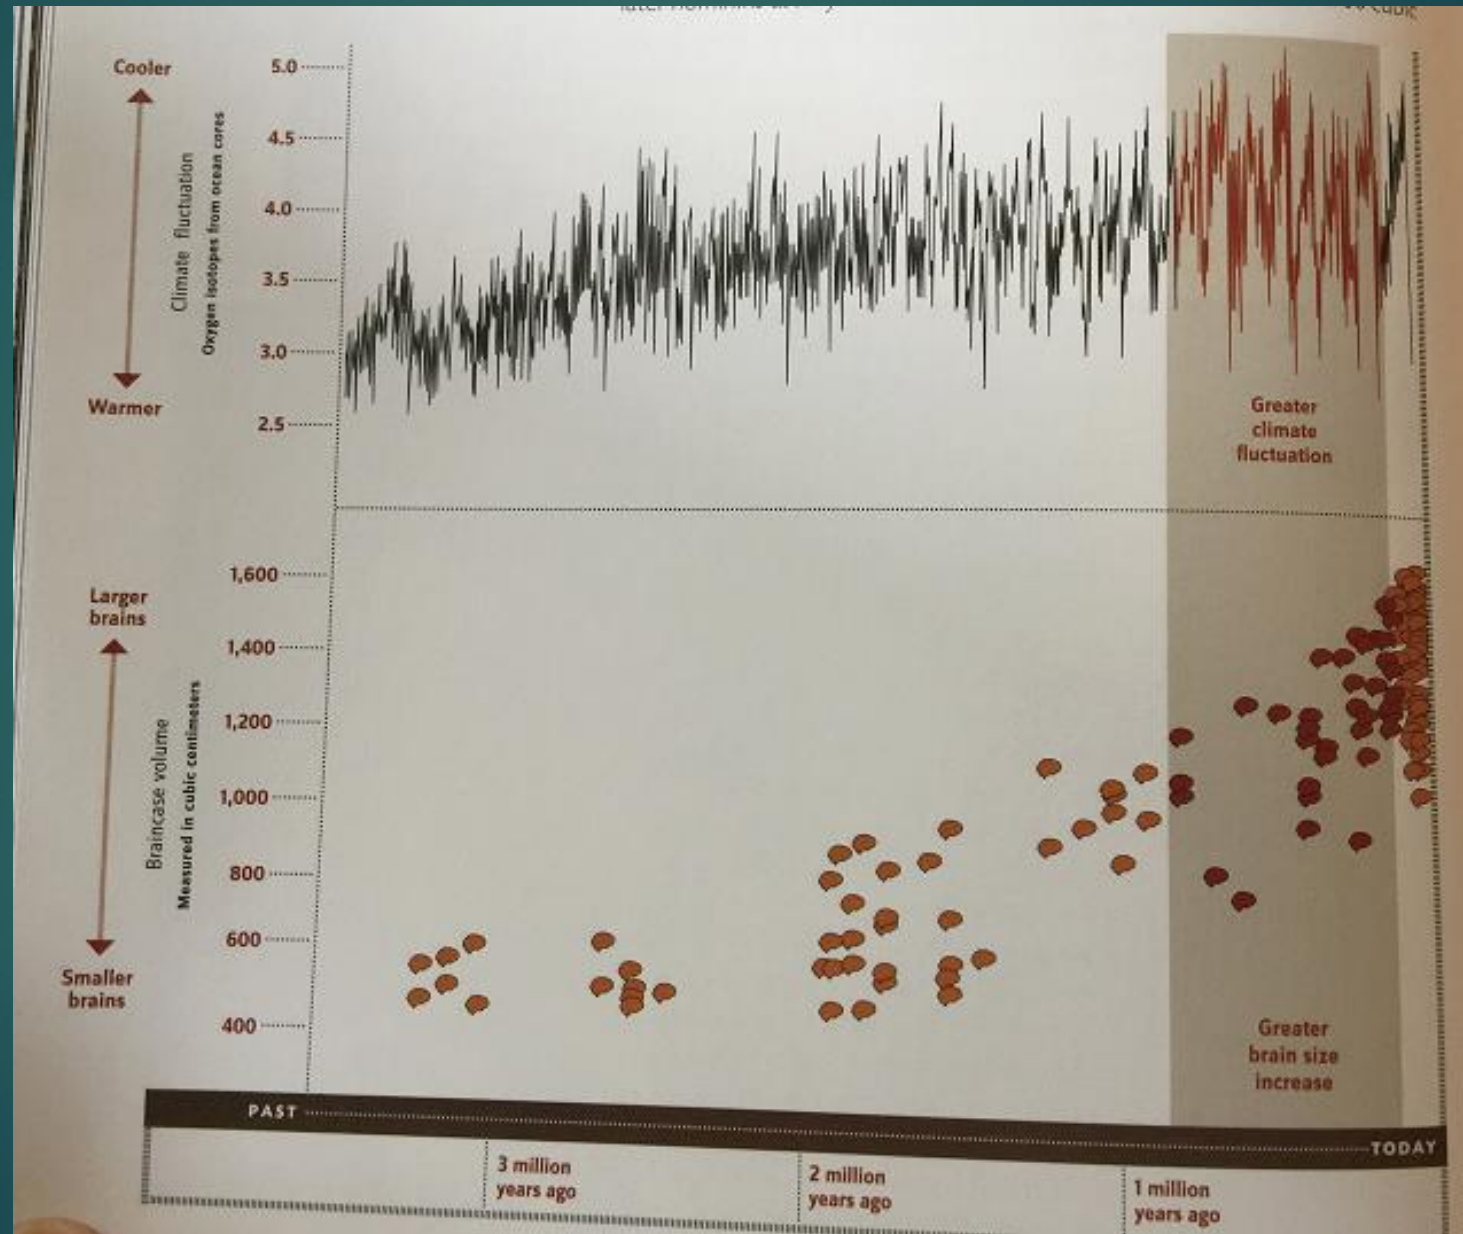 Cooler
5.0
4.5
4.0
3.5
3.0
2.5
Climate fluctuation
Oxygen isotopes from ocean cores
Warmer
Greater
climate
fluctuation
Larger
brains
1,600
1,400
1,200
1,000
800
600
400
Braincase volume
Measured in cubic centimeters
Smaller
brains
Greater
brain size
increase
PAST
TODAY
3 million
years ago
2 million
years ago
1 million
years ago